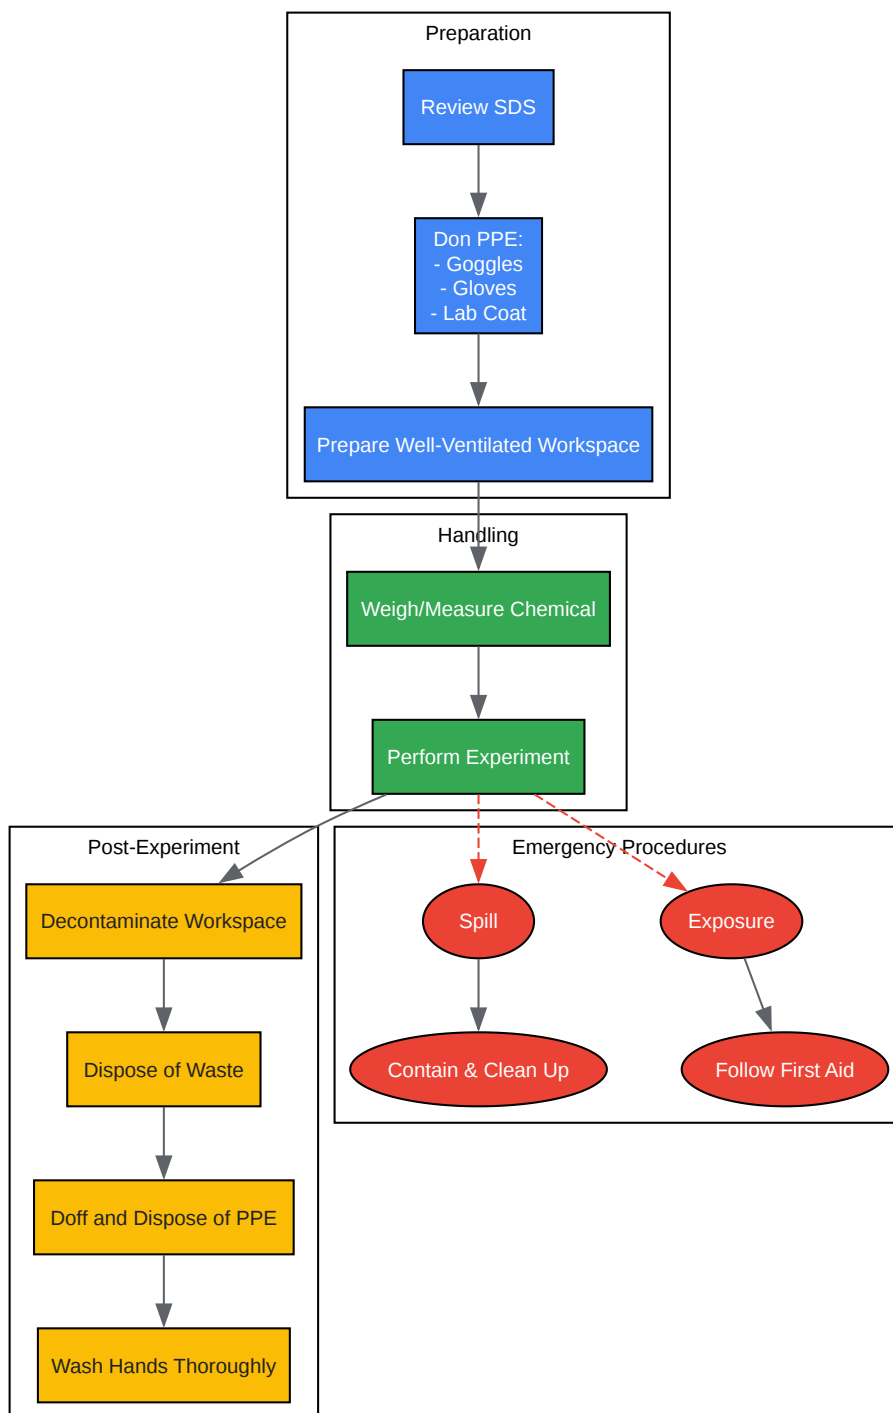 Preparation
Review SDS
Don PPE:
- Goggles
- Gloves
- Lab Coat
Prepare Well-Ventilated Workspace
Handling
Weigh/Measure Chemical
Perform Experiment
Post-Experiment
Decontaminate Workspace
Dispose of Waste
Doff and Dispose of PPE
Wash Hands Thoroughly
Emergency Procedures
Spill
Exposure
Contain & Clean Up
Follow First Aid